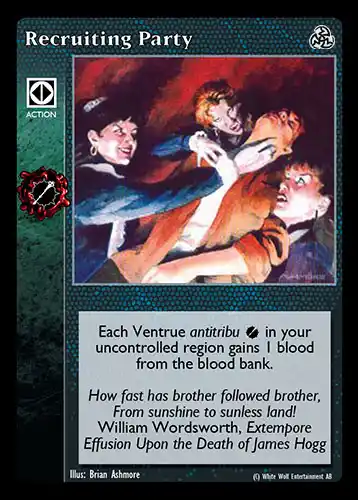 Recruiting Party
ACTION
Each Ventrue antitribu in your
uncontrolled region gains 1 blood
from the blood bank.
How fast has brother followed brother,
From sunshine to sunless land!
William Wordsworth, Extempore
Effusion Upon the Death of James Hogg
Illus: Brian Ashmore
(C) White Wolf Entertainment AB